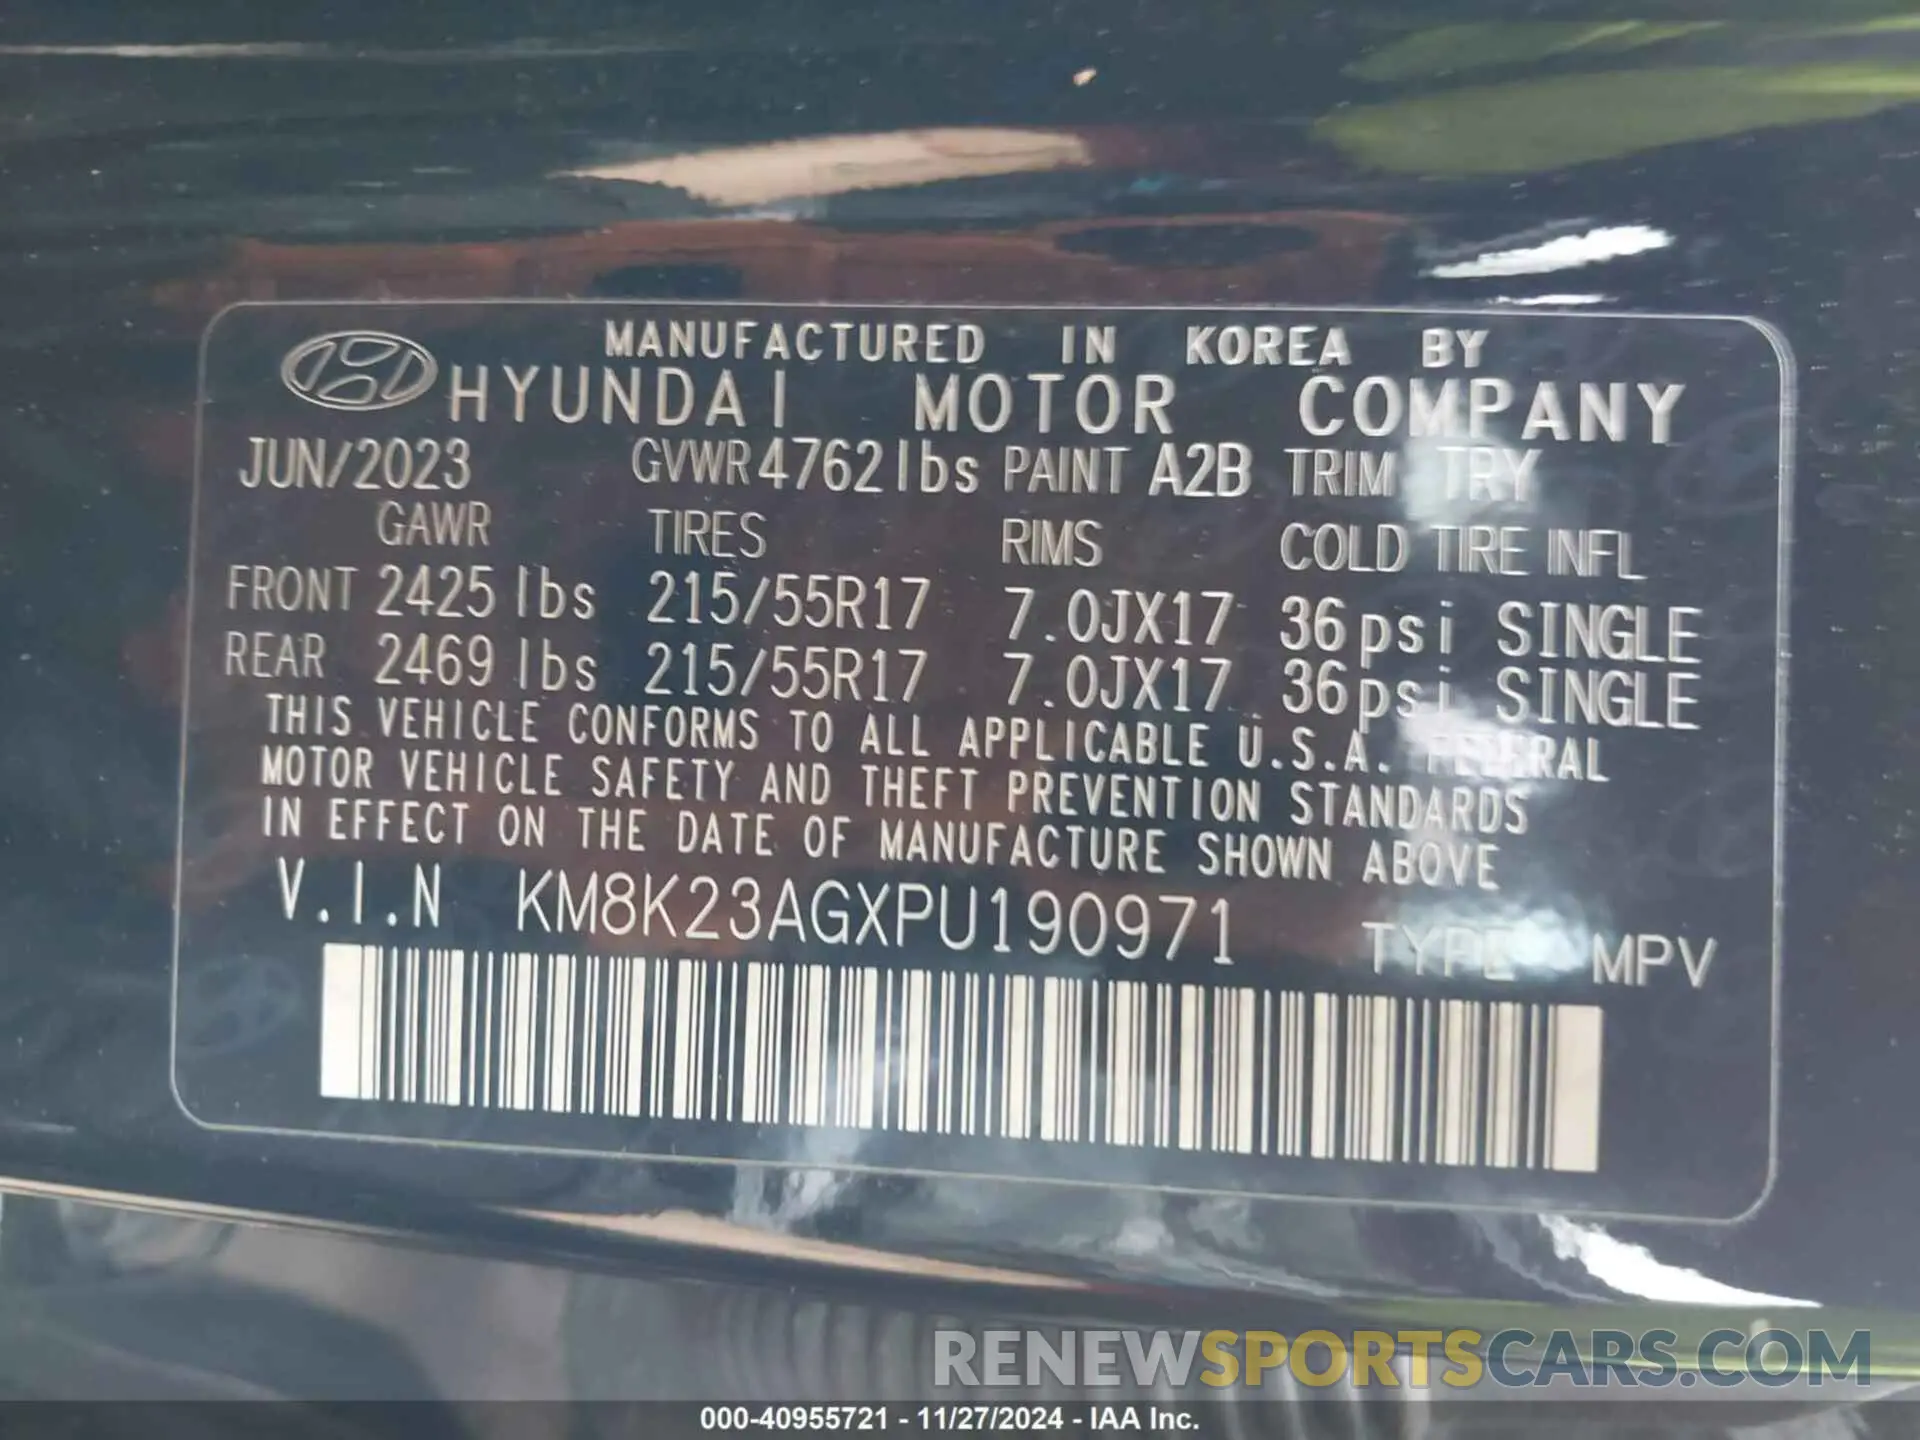 MANUFACTURED IN KOREA BY
HYUNDAI MOTOR COMPANY
JUN/2023 GVWR 4762lbs PAINT A2B TRIM TRY
GAWR TIRES RIMS COLD TIRE INFL
FRONT 2425 lbs 215/55R17 7.0JX17 36psi SINGLE
REAR 2469 lbs 215/55R17 7.0JX17 36psi SINGLE
THIS VEHICLE CONFORMS TO ALL APPLICABLE U.S.A. FEDERAL
MOTOR VEHICLE SAFETY AND THEFT PREVENTION STANDARDS
IN EFFECT ON THE DATE OF MANUFACTURE SHOWN ABOVE
V.I.N KM8K23AGXPU190971 TYPE MPV
RENEWSPORTSCARS.COM
000-40955721 - 11/27/2024 - IAA Inc.